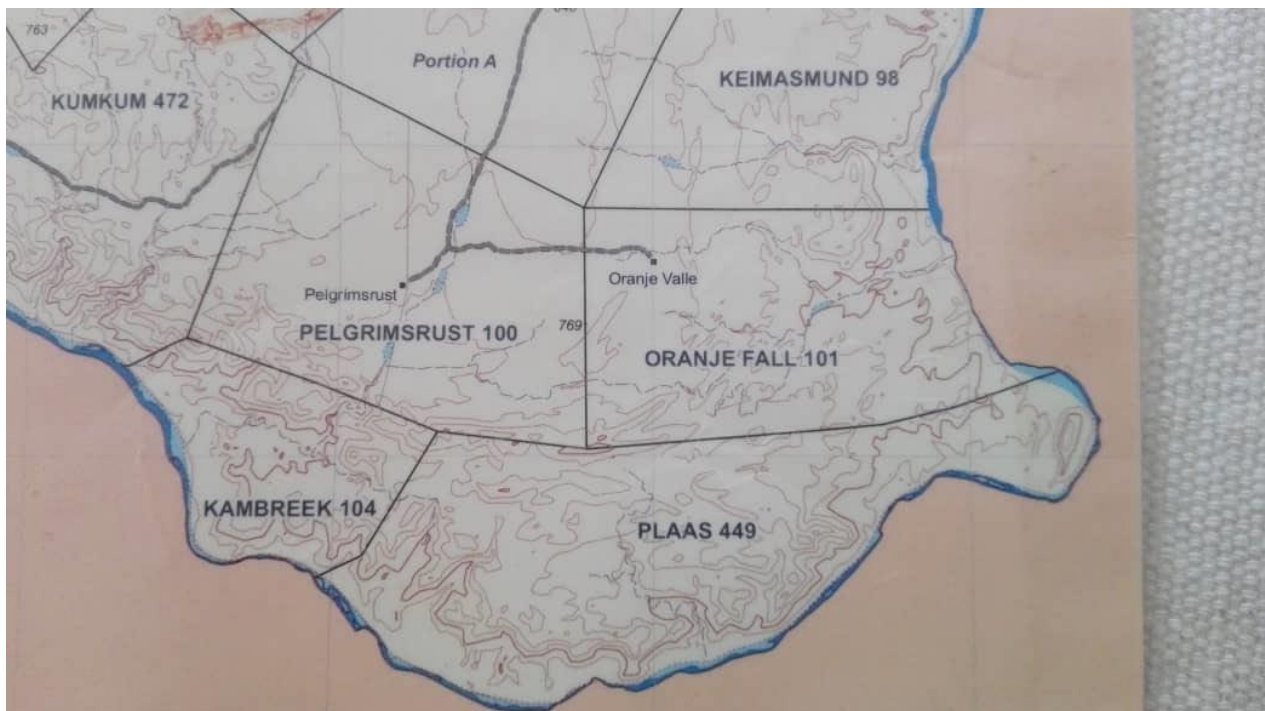 763
Portion A
KEIMASMUND 98
KUMKUM 472
Oranje Valle
Pelgrimsrust
769
PELGRIMSRUST 100
ORANJE FALL 101
KAMBREEK 104
PLAAS 449